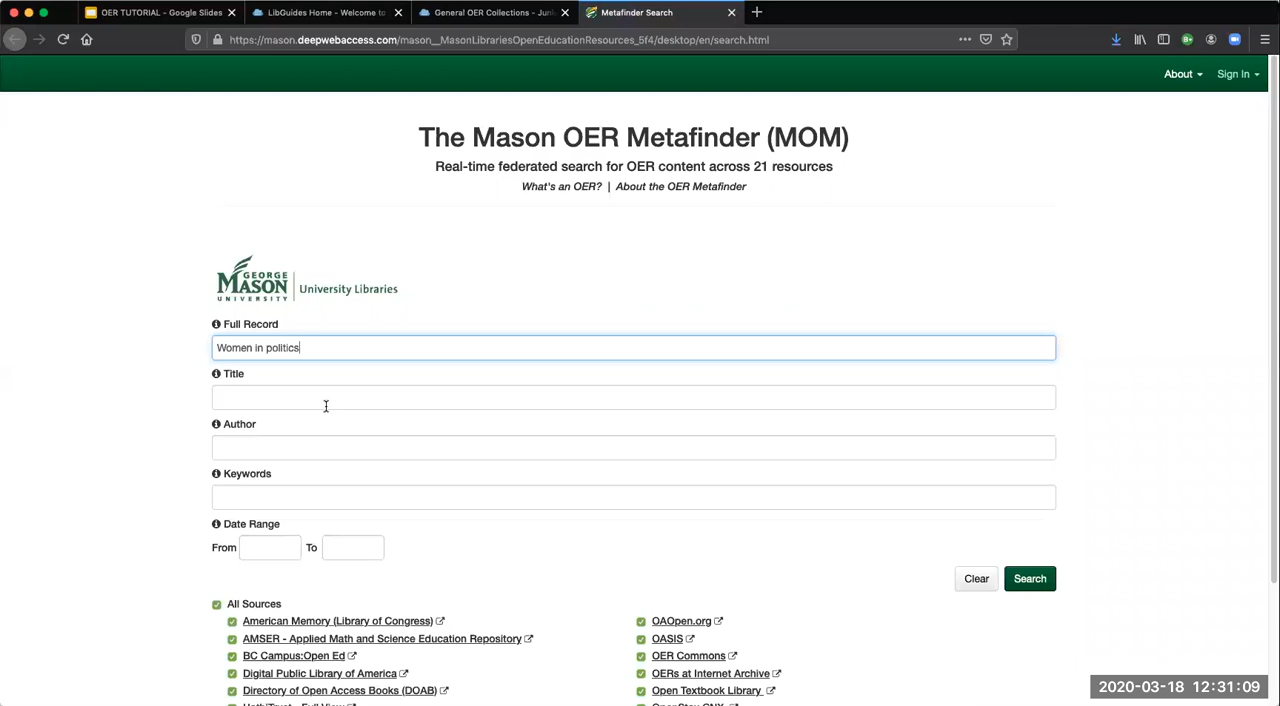 OER TUTORIAL - Google Slides
LibGuides Home - Welcome to
General OER Collections - Juni
Metafinder Search
https://mason.deepwebaccess.com/mason__MasonLibrariesOpenEducationResources_5f4/desktop/en/search.html
About
Sign In
The Mason OER Metafinder (MOM)
Real-time federated search for OER content across 21 resources
What's an OER? | About the OER Metafinder
GEORGE
MASON
UNIVERSITY
University Libraries
Full Record
Women in politics
Title
Author
Keywords
Date Range
From To
Clear Search
All Sources
American Memory (Library of Congress)
OAOpen.org
AMSER - Applied Math and Science Education Repository
OASIS
BC Campus:Open Ed
OER Commons
Digital Public Library of America
OERs at Internet Archive
Directory of Open Access Books (DOAB)
Open Textbook Library
2020-03-18 12:31:09